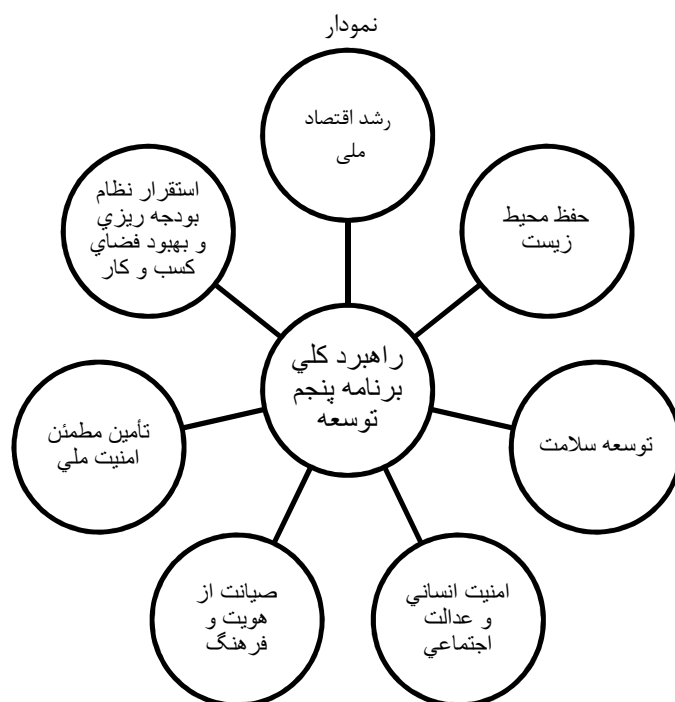 نمودار
رشد اقتصاد
ملی
حفظ محيط
زيست
توسعه سلامت
امنيت انساني
و عدالت
اجتماعي
صيانت از
هويت و
فرهنگ
تأمين مطمئن
امنيت ملي
استقرار نظام
بودجه ريزي
و بهبود فضاي
كسب و كار
راهبرد كلي
برنامه پنجم
توسعه